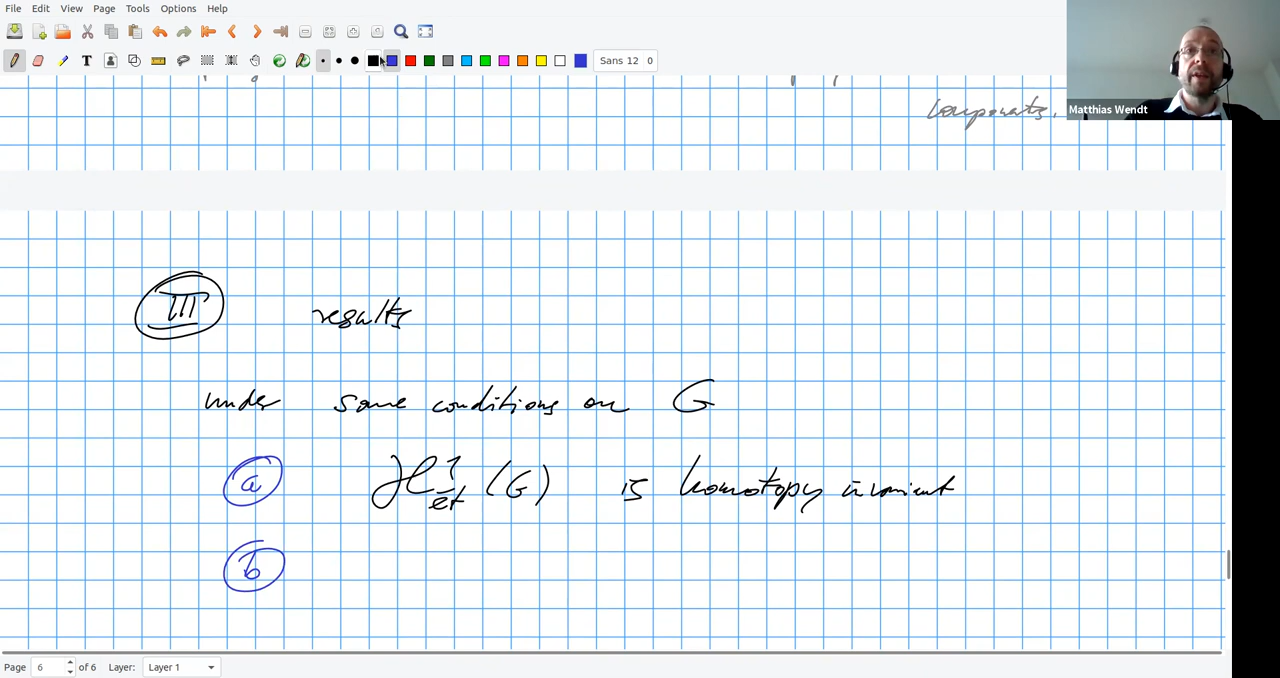 File Edit View Page Tools Options Help
Sans 12 0
Matthias Wendt
components.
III results
under some conditions on G
a ℋ¹ét (G) is homotopy invariant
b
Page 6 of 6 Layer: Layer 1